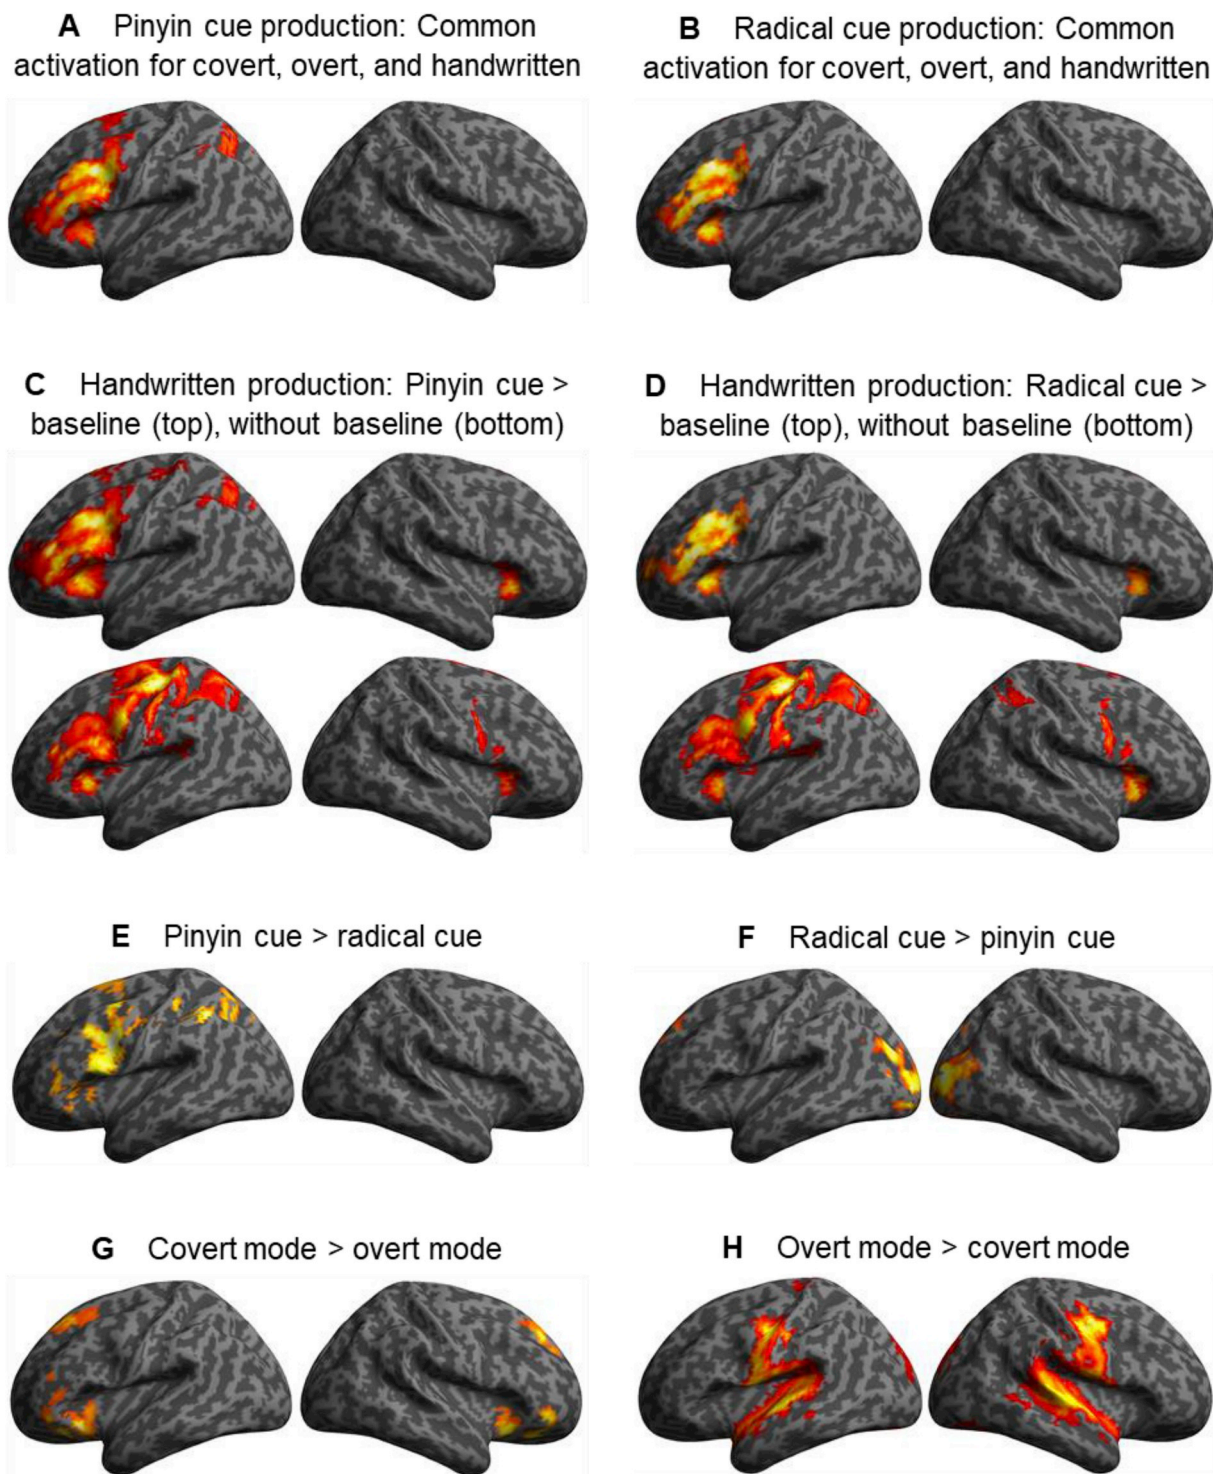 A Pinyin cue production: Common
activation for covert, overt, and handwritten
B Radical cue production: Common
activation for covert, overt, and handwritten
C Handwritten production: Pinyin cue >
baseline (top), without baseline (bottom)
D Handwritten production: Radical cue >
baseline (top), without baseline (bottom)
E Pinyin cue > radical cue
F Radical cue > pinyin cue
G Covert mode > overt mode
H Overt mode > covert mode